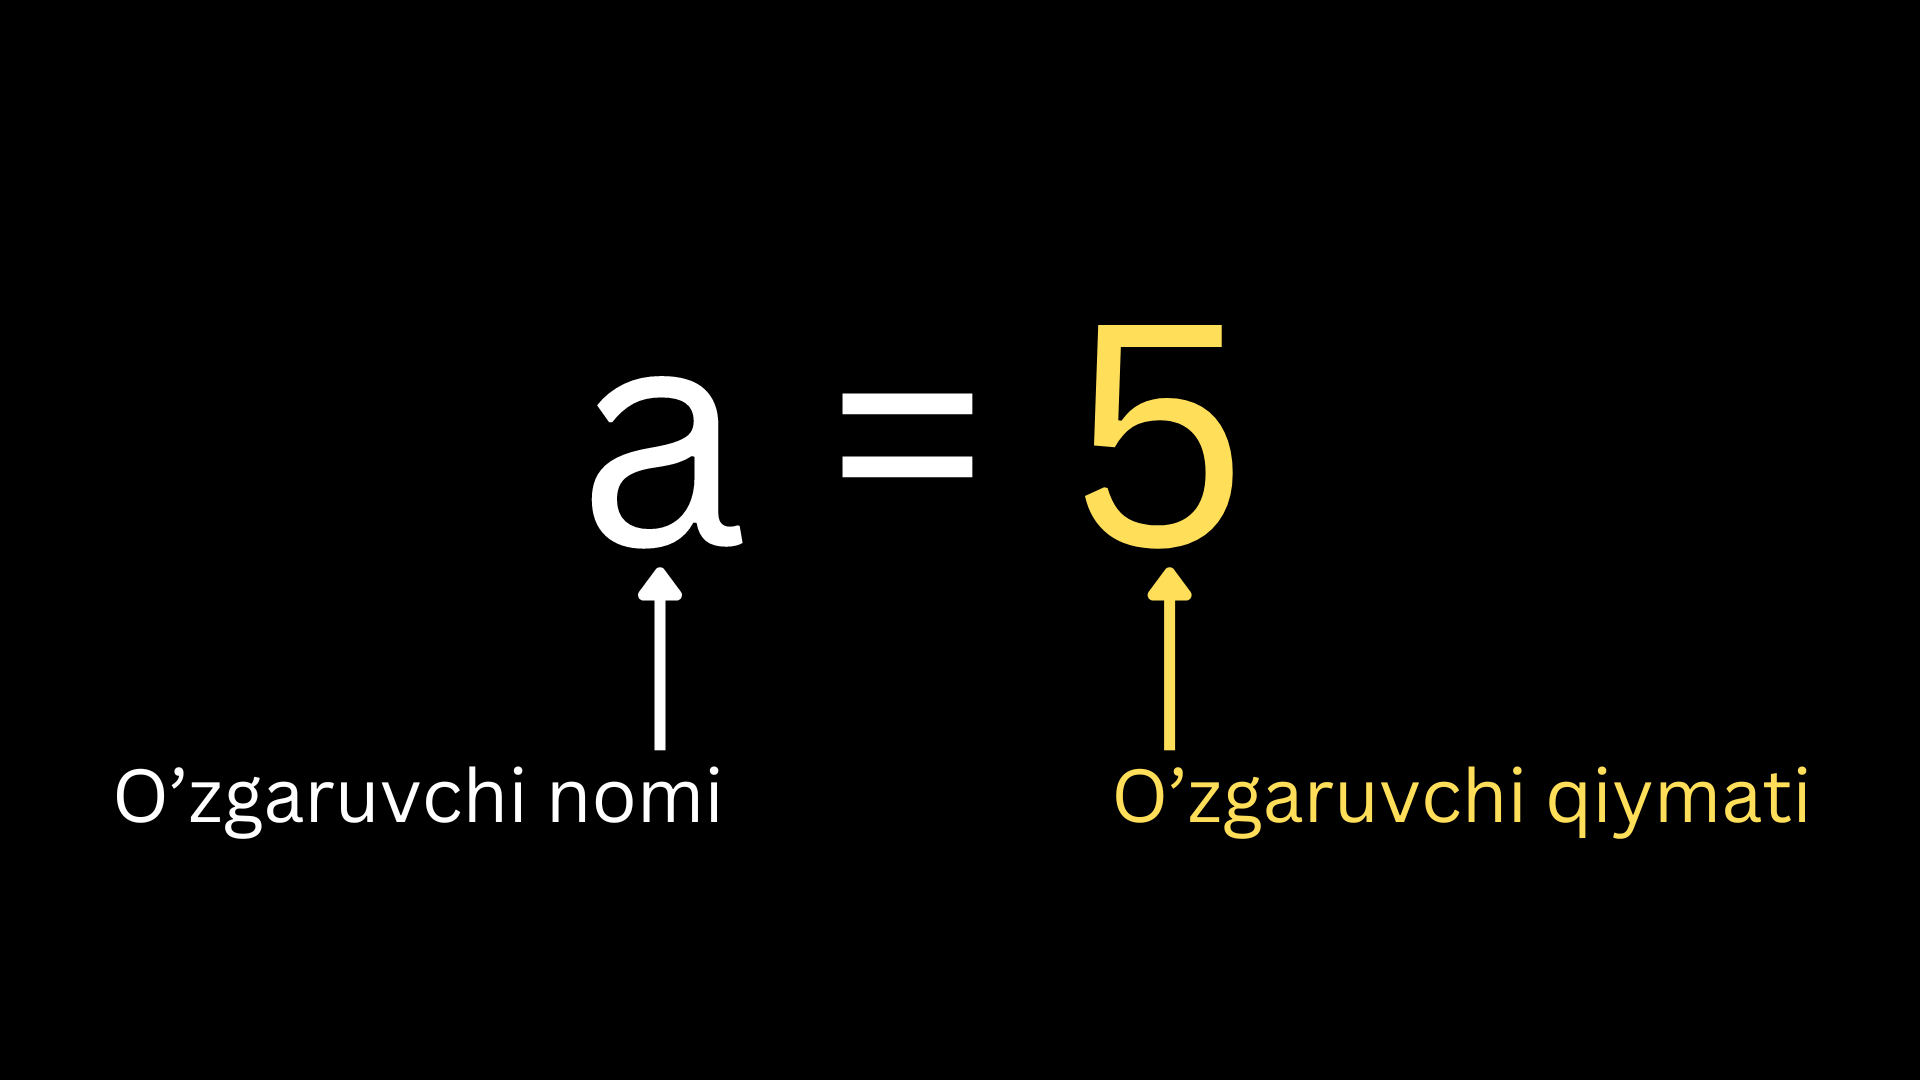 a = 5
O’zgaruvchi nomi
O’zgaruvchi qiymati